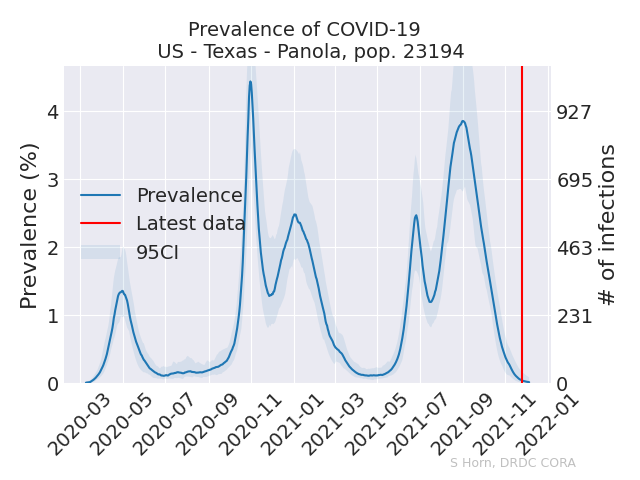 Prevalence of COVID-19
US - Texas - Panola, pop. 23194
Prevalence (%)
4
3
2
1
0
Prevalence
Latest data
95CI
927
695
463
231
0
# of infections
2020-03
2020-05
2020-07
2020-09
2020-11
2021-01
2021-03
2021-05
2021-07
2021-09
2021-11
2022-01
S Horn, DRDC CORA